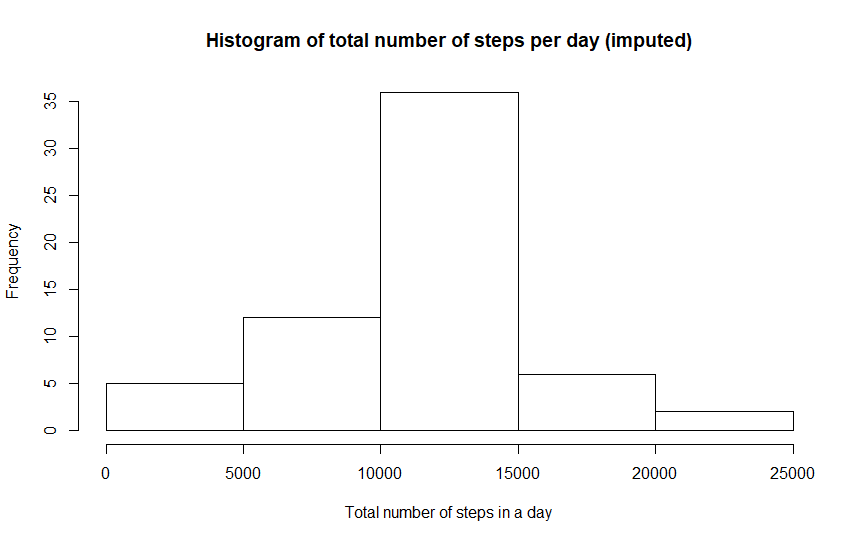 Histogram of total number of steps per day (imputed)
Frequency
35
30
25
20
15
10
5
0
0 5000 10000 15000 20000 25000
Total number of steps in a day